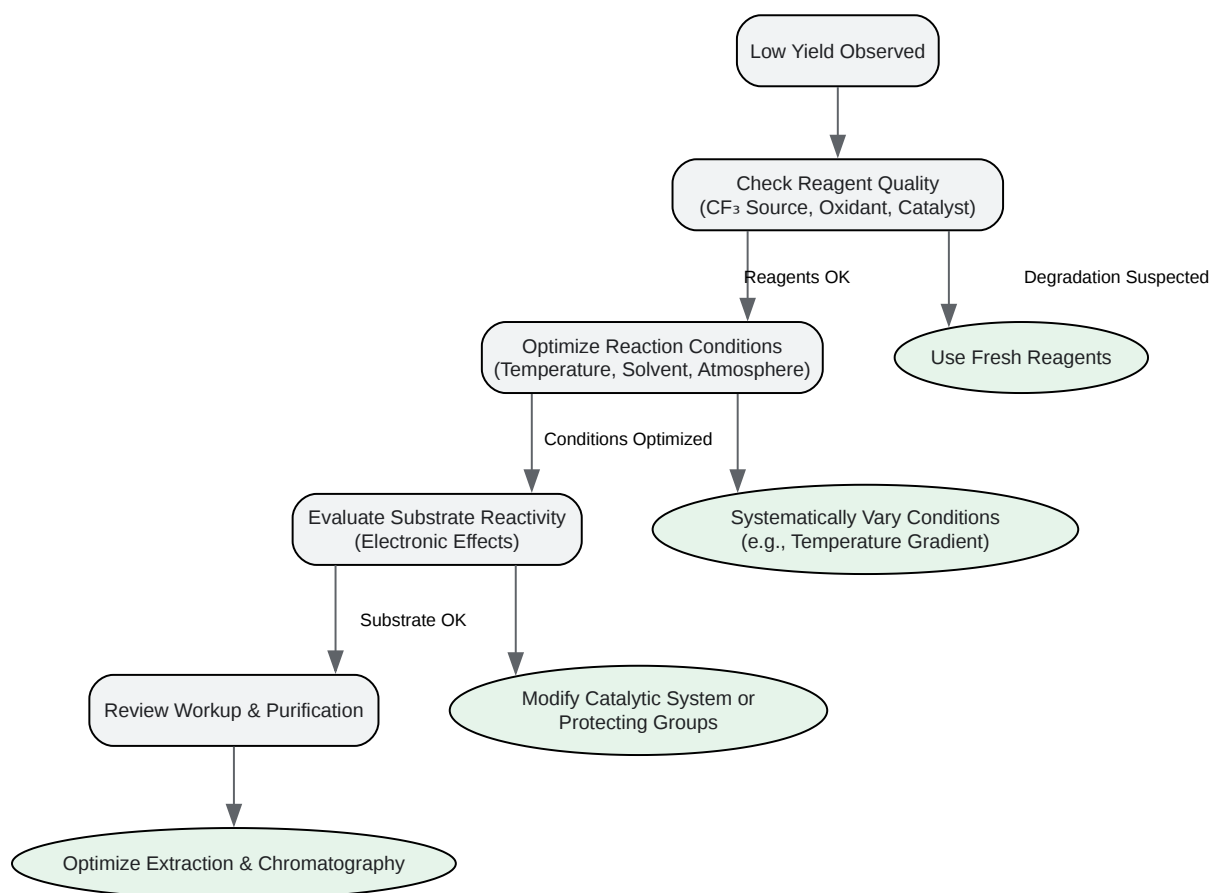 Low Yield Observed
Check Reagent Quality
(CF₃ Source, Oxidant, Catalyst)
Reagents OK
Degradation Suspected
Optimize Reaction Conditions
(Temperature, Solvent, Atmosphere)
Use Fresh Reagents
Conditions Optimized
Evaluate Substrate Reactivity
(Electronic Effects)
Systematically Vary Conditions
(e.g., Temperature Gradient)
Substrate OK
Review Workup & Purification
Modify Catalytic System or
Protecting Groups
Optimize Extraction & Chromatography